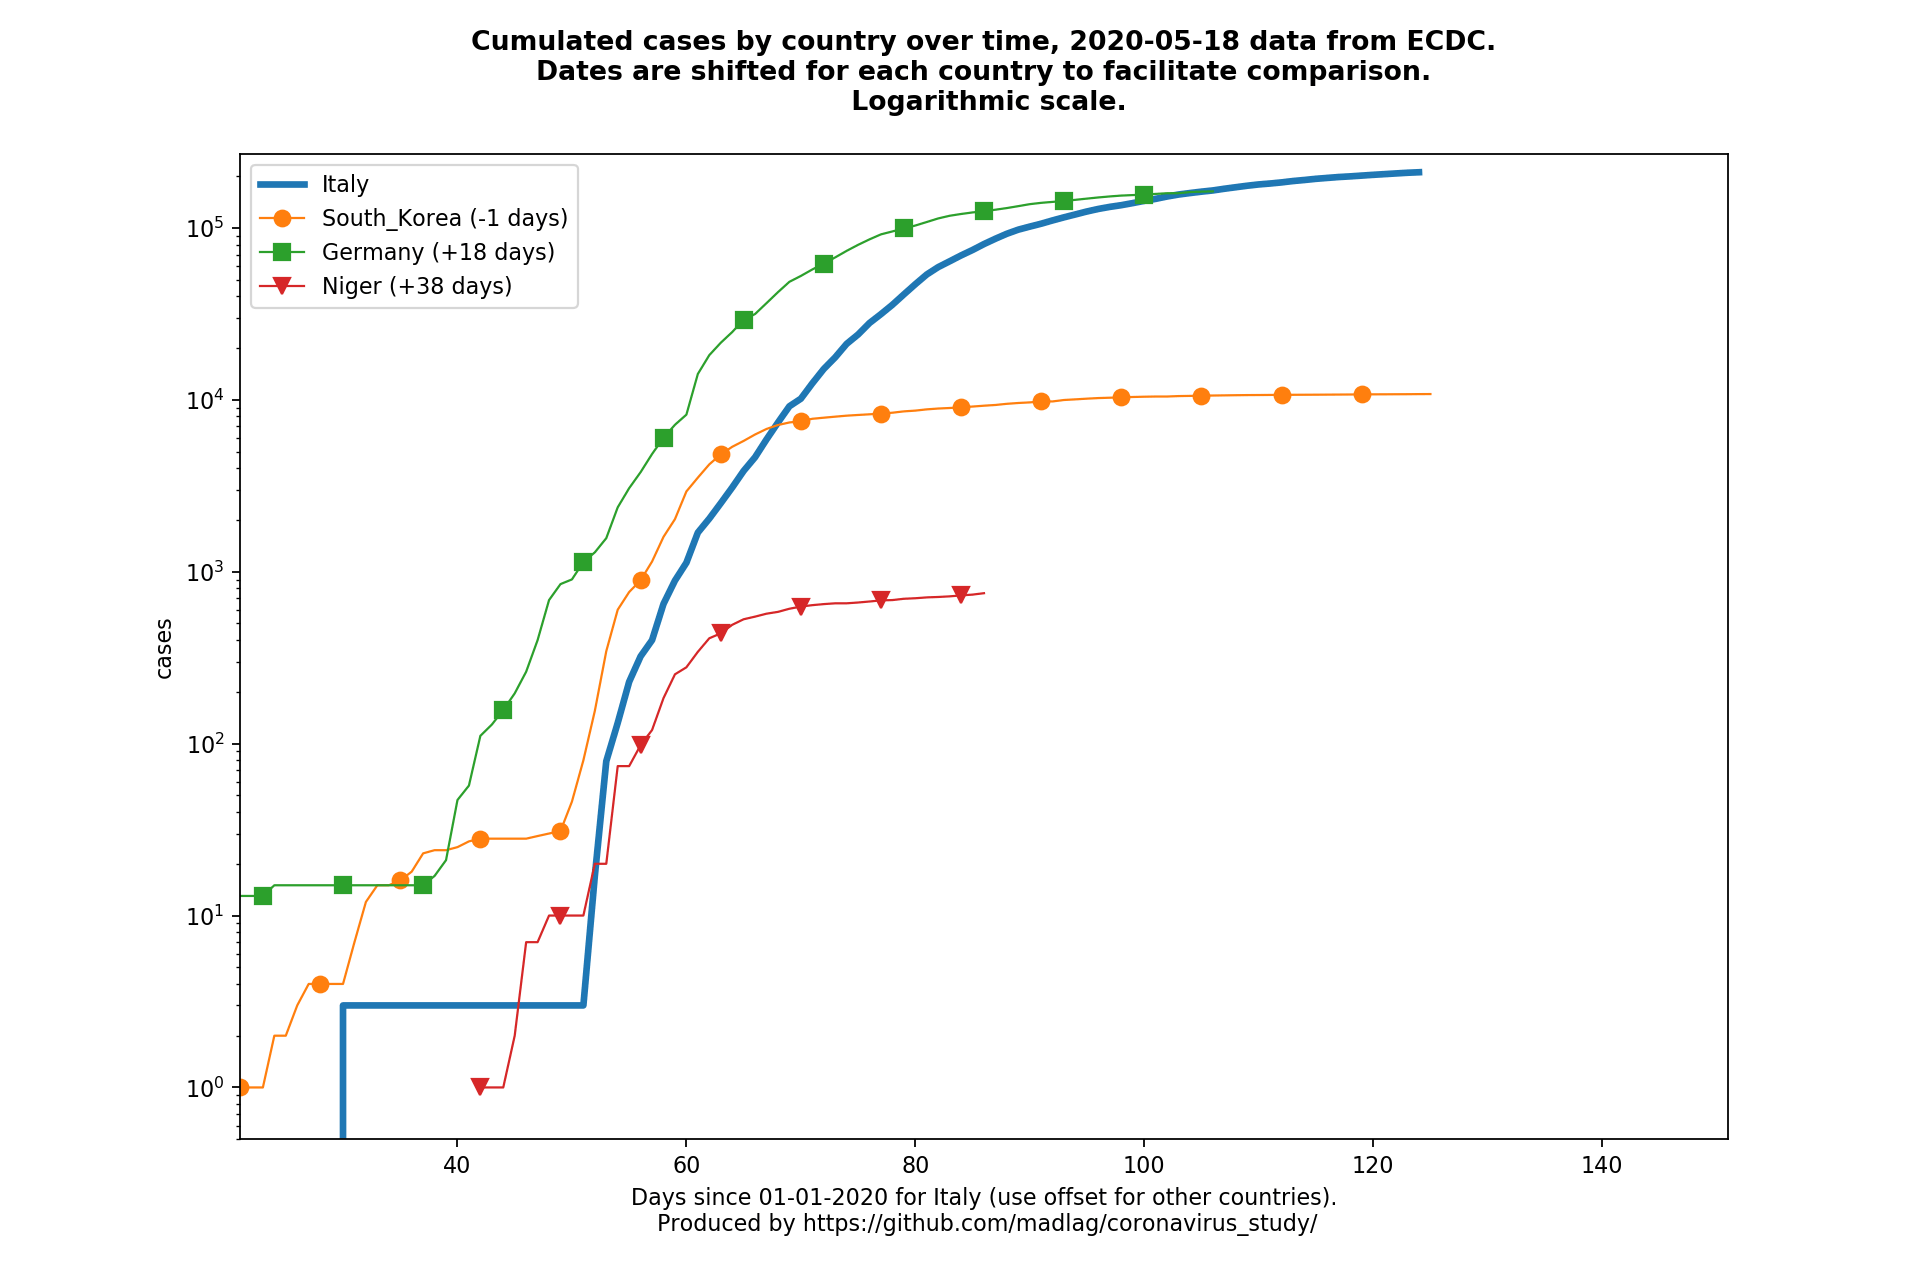 Cumulated cases by country over time, 2020-05-18 data from ECDC.
Dates are shifted for each country to facilitate comparison.
Logarithmic scale.
Italy
South_Korea (-1 days)
Germany (+18 days)
Niger (+38 days)
10^5
10^4
10^3
10^2
10^1
10^0
cases
40 60 80 100 120 140
Days since 01-01-2020 for Italy (use offset for other countries).
Produced by https://github.com/madlag/coronavirus_study/